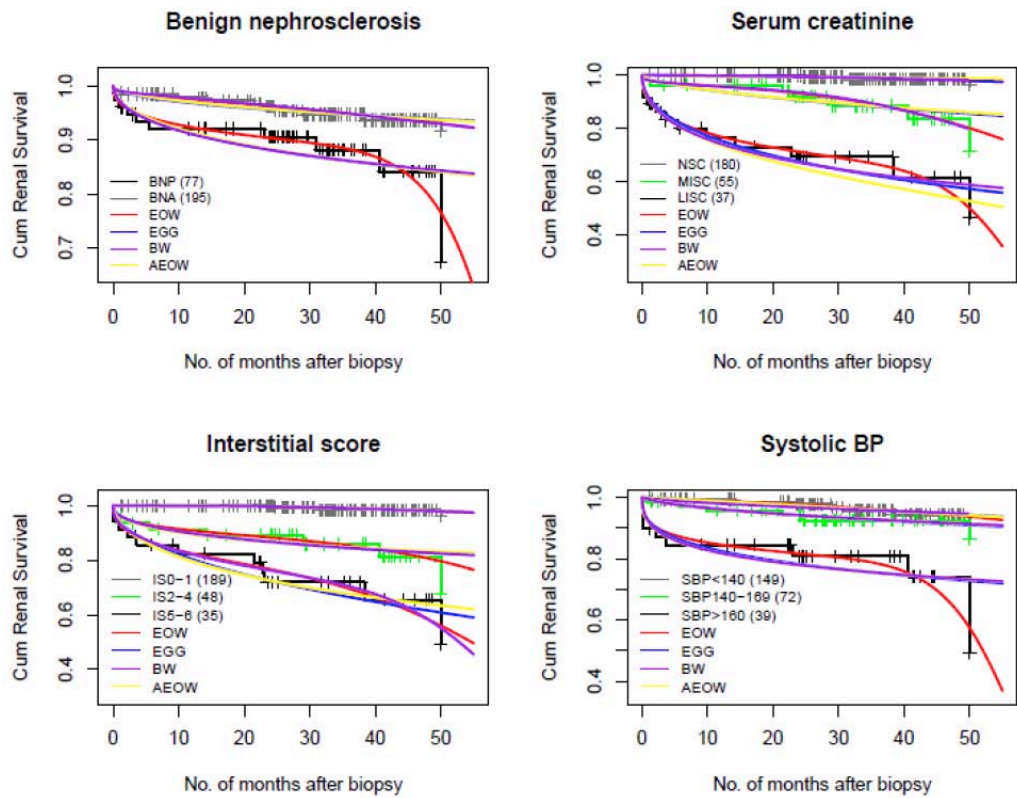 Benign nephrosclerosis
Cum Renal Survival
1.0
0.9
0.8
0.7
BNP (77)
BNA (195)
EOW
EGG
BW
AEOW
0 10 20 30 40 50
No. of months after biopsy
Serum creatinine
Cum Renal Survival
1.0
0.8
0.6
0.4
NSC (180)
MISC (55)
LISC (37)
EOW
EGG
BW
AEOW
0 10 20 30 40 50
No. of months after biopsy
Interstitial score
Cum Renal Survival
1.0
0.8
0.6
0.4
IS0−1 (189)
IS2−4 (48)
IS5−6 (35)
EOW
EGG
BW
AEOW
0 10 20 30 40 50
No. of months after biopsy
Systolic BP
Cum Renal Survival
1.0
0.8
0.6
0.4
SBP<140 (149)
SBP140−169 (72)
SBP>160 (39)
EOW
EGG
BW
AEOW
0 10 20 30 40 50
No. of months after biopsy